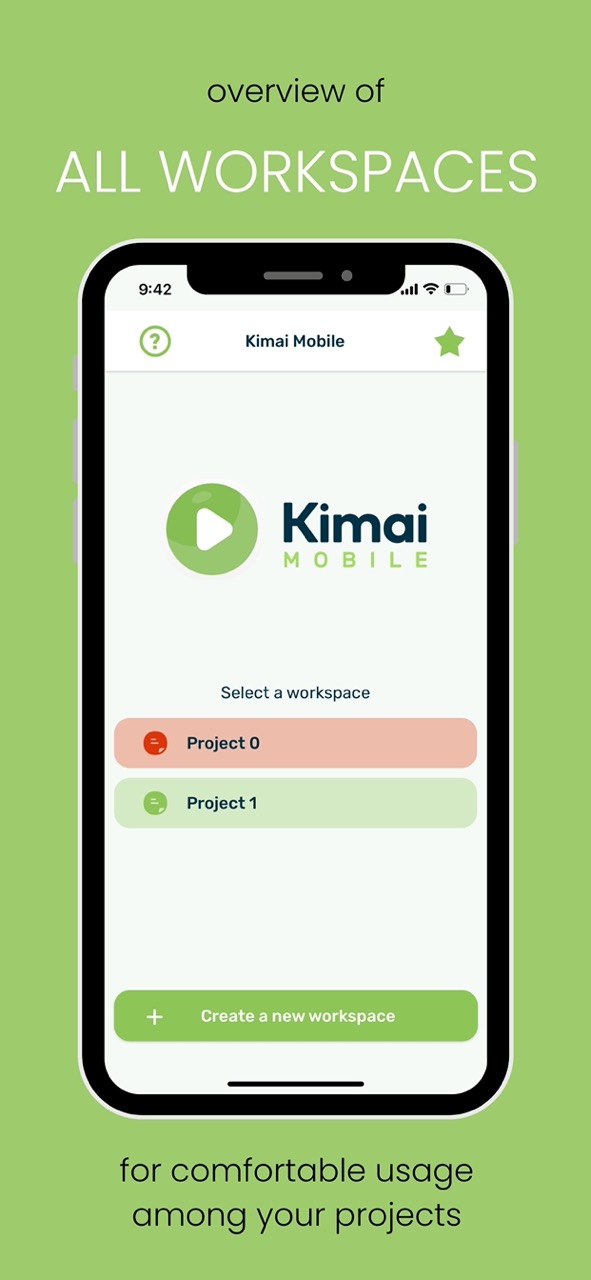 overview of
ALL WORKSPACES
9:42
Kimai Mobile
Kimai
MOBILE
Select a workspace
Project 0
Project 1
+ Create a new workspace
for comfortable usage
among your projects